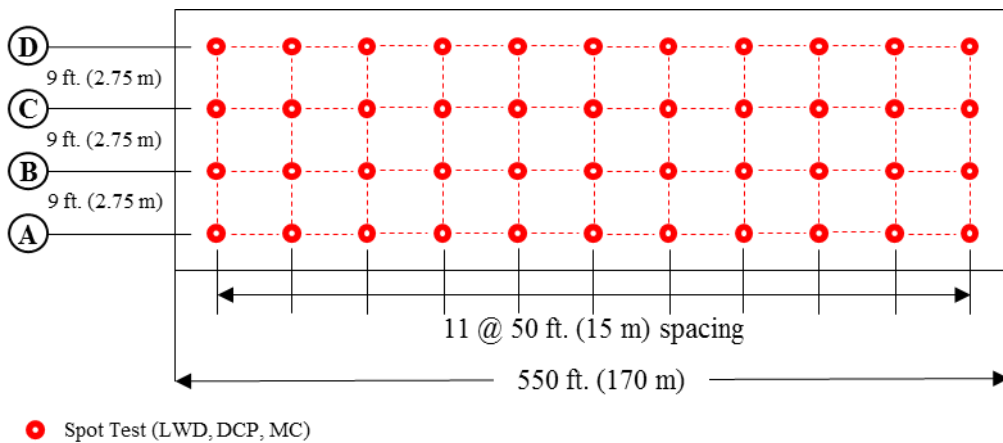 D
9 ft. (2.75 m)
C
9 ft. (2.75 m)
B
9 ft. (2.75 m)
A
11 @ 50 ft. (15 m) spacing
550 ft. (170 m)
Spot Test (LWD, DCP, MC)